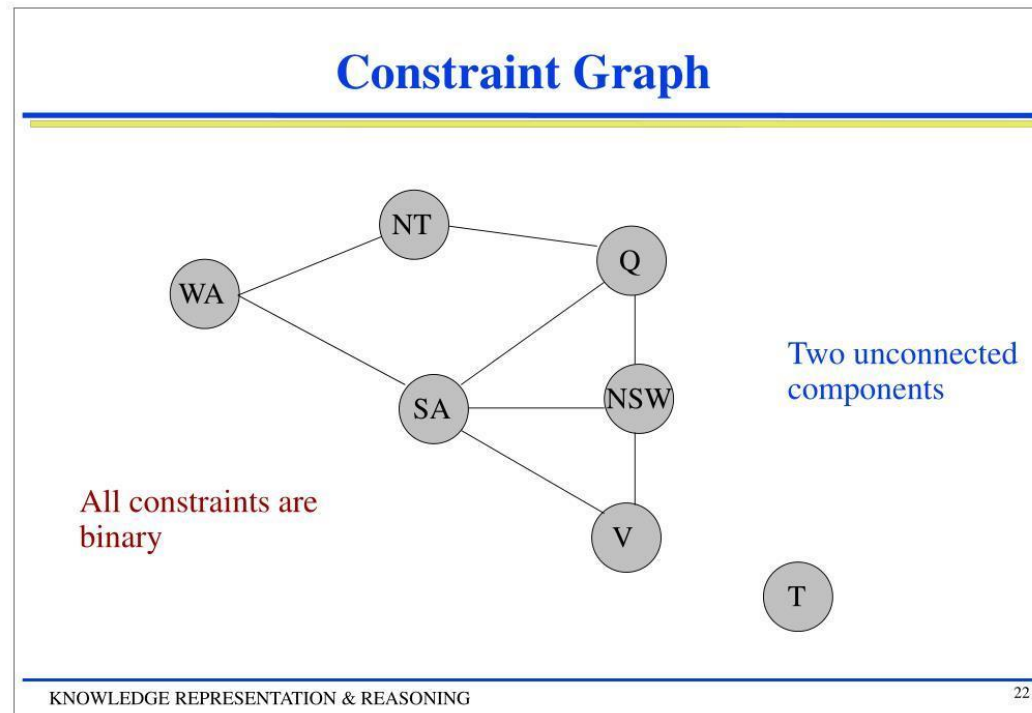 Constraint Graph
NT
Q
WA
Two unconnected
components
SA
NSW
All constraints are
binary
V
T
KNOWLEDGE REPRESENTATION & REASONING
22